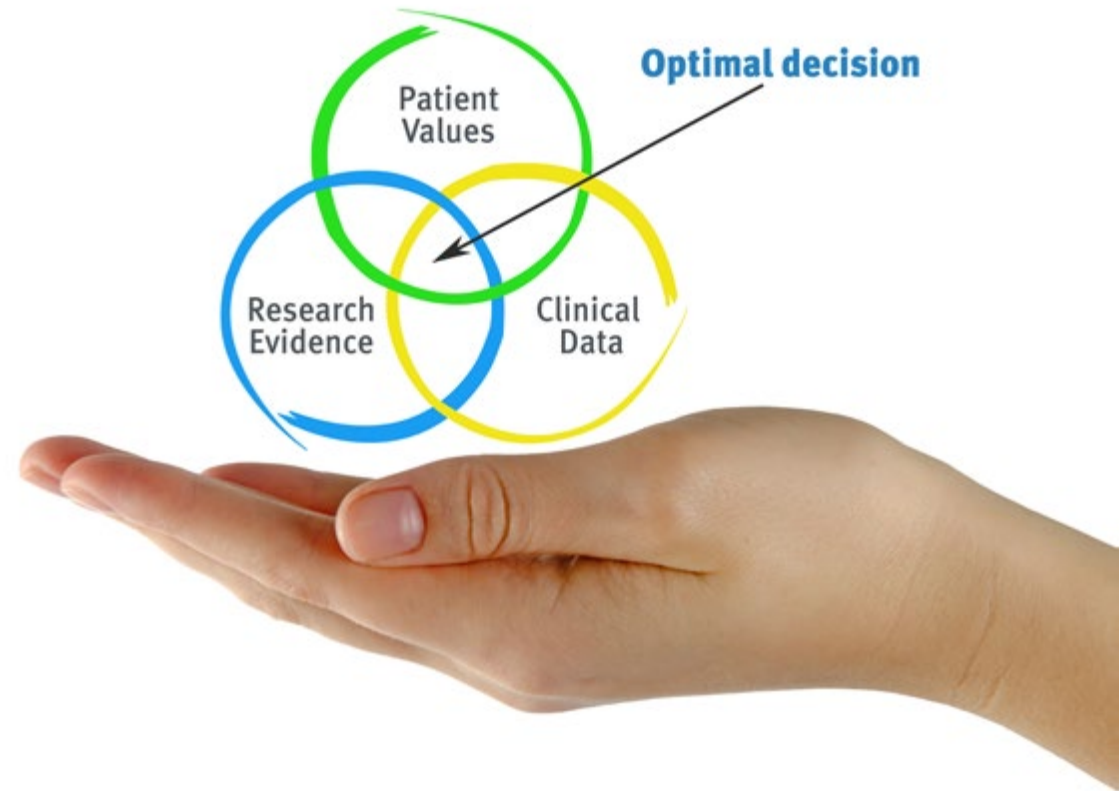 Optimal decision
Patient
Values
Research
Evidence
Clinical
Data